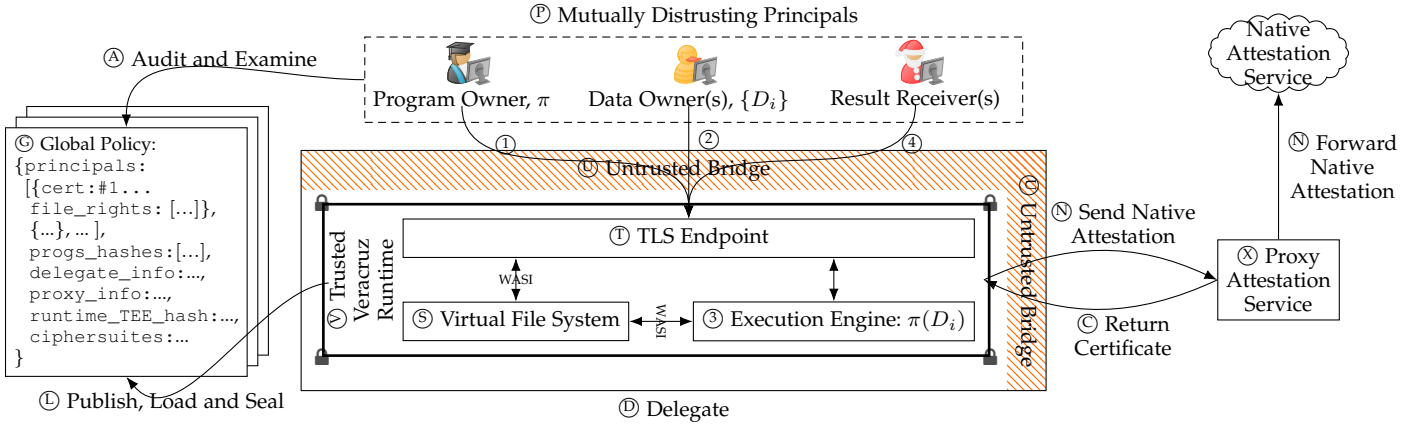 Ⓟ Mutually Distrusting Principals
Program Owner, π
Data Owner(s), {D_i}
Result Receiver(s)
Ⓐ Audit and Examine
Ⓖ Global Policy:
{principals:
[{cert:#1...
file_rights: [...]},
{...}, ... ],
progs_hashes:[...],
delegate_info:...,
proxy_info:...,
runtime_TEE_hash:...,
ciphersuites:...
}
Ⓛ Publish, Load and Seal
①
②
④
Ⓤ Untrusted Bridge
Ⓤ Untrusted Bridge
Ⓥ Trusted
Veracruz
Runtime
Ⓣ TLS Endpoint
WASI
Ⓢ Virtual File System
WASI
③ Execution Engine: π(D_i)
Ⓓ Delegate
Ⓝ Send Native
Attestation
Ⓒ Return
Certificate
Native
Attestation
Service
Ⓝ Forward
Native
Attestation
Ⓧ Proxy
Attestation
Service